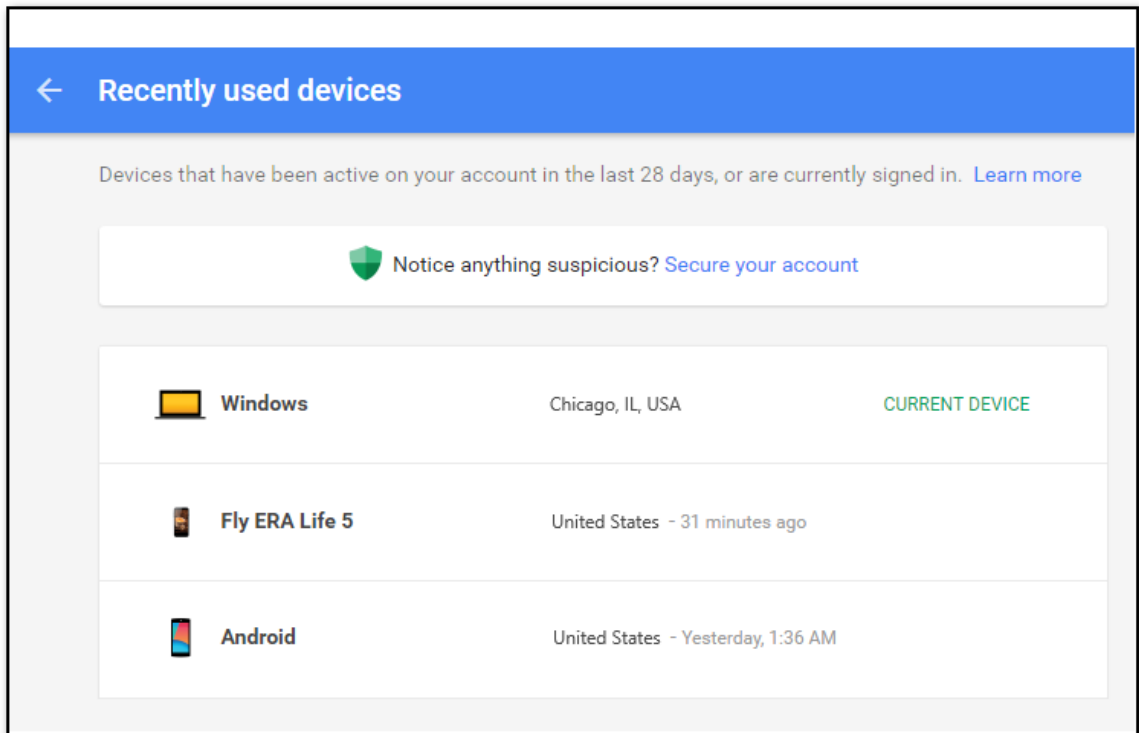 Recently used devices
Devices that have been active on your account in the last 28 days, or are currently signed in. Learn more
Notice anything suspicious? Secure your account
Windows Chicago, IL, USA CURRENT DEVICE
Fly ERA Life 5 United States - 31 minutes ago
Android United States - Yesterday, 1:36 AM